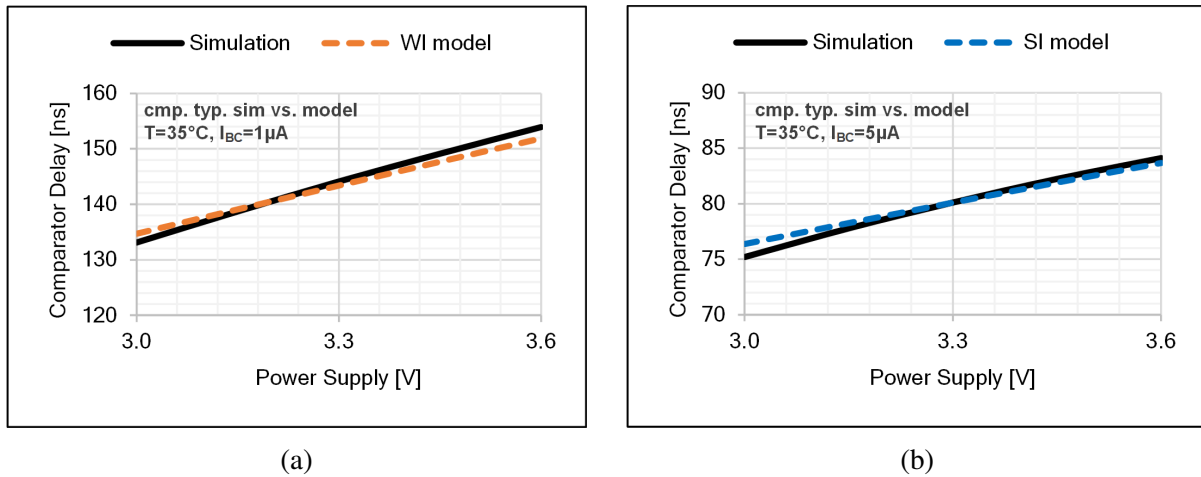 Simulation WI model
Comparator Delay [ns]
160
150
140
130
120
cmp. typ. sim vs. model
T=35°C, IBC=1µA
3.0 3.3 3.6
Power Supply [V]
(a)
Simulation SI model
Comparator Delay [ns]
90
85
80
75
70
cmp. typ. sim vs. model
T=35°C, IBC=5µA
3.0 3.3 3.6
Power Supply [V]
(b)